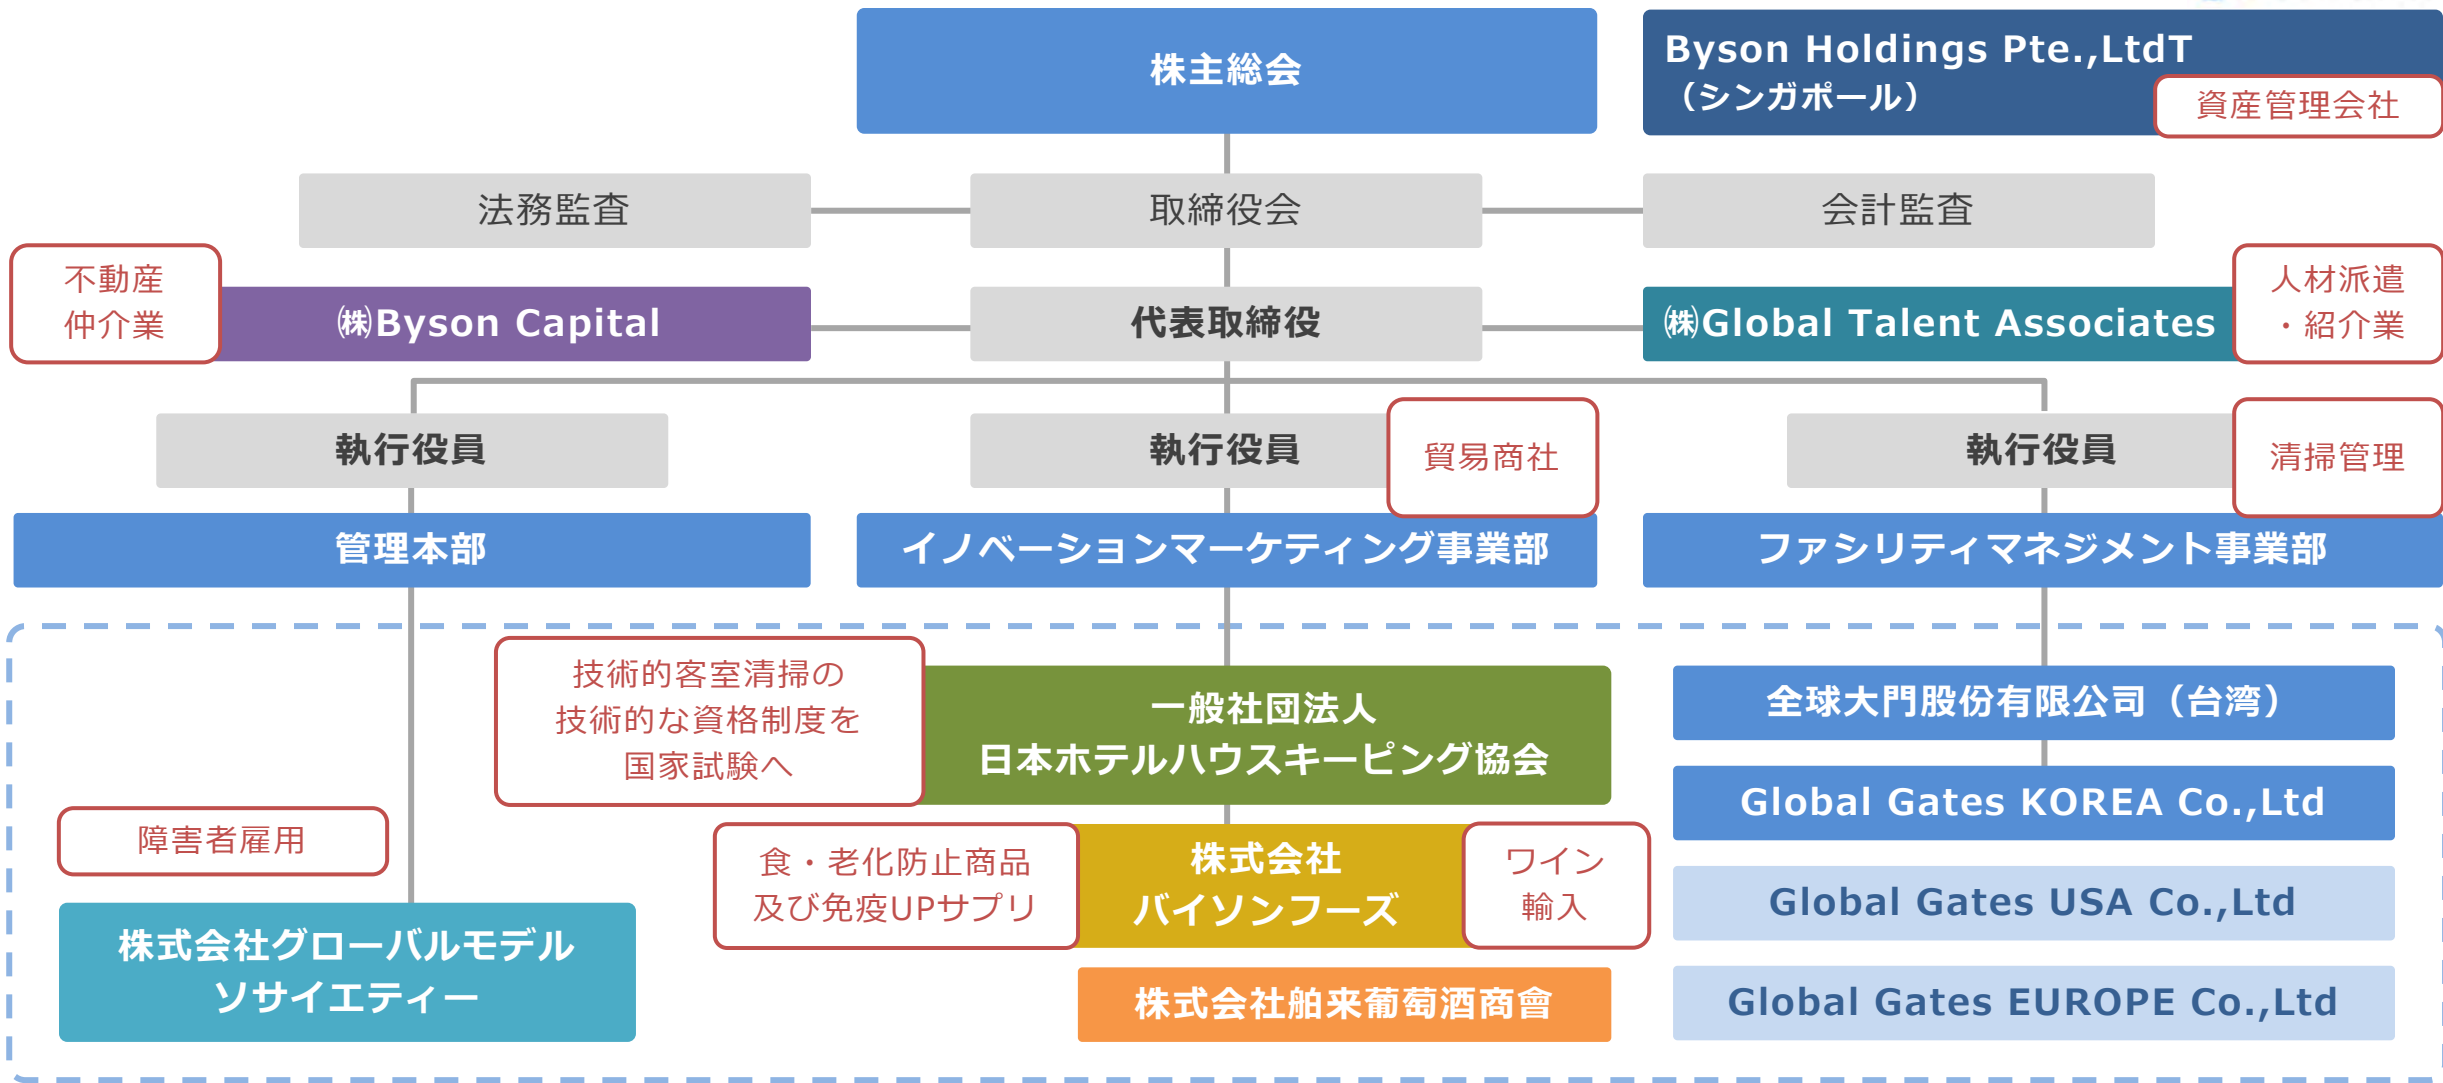 株主総会
Byson Holdings Pte.,LtdT
（シンガポール）
資産管理会社
法務監査
取締役会
会計監査
不動産
仲介業
㈱Byson Capital
代表取締役
㈱Global Talent Associates
人材派遣
・紹介業
執行役員
執行役員
貿易商社
執行役員
清掃管理
管理本部
イノベーションマーケティング事業部
ファシリティマネジメント事業部
技術的客室清掃の
技術的な資格制度を
国家試験へ
一般社団法人
日本ホテルハウスキーピング協会
全球大門股份有限公司（台湾）
Global Gates KOREA Co.,Ltd
障害者雇用
食・老化防止商品
及び免疫UPサプリ
株式会社
バイソンフーズ
ワイン
輸入
Global Gates USA Co.,Ltd
株式会社グローバルモデル
ソサイエティー
株式会社舶来葡萄酒商會
Global Gates EUROPE Co.,Ltd